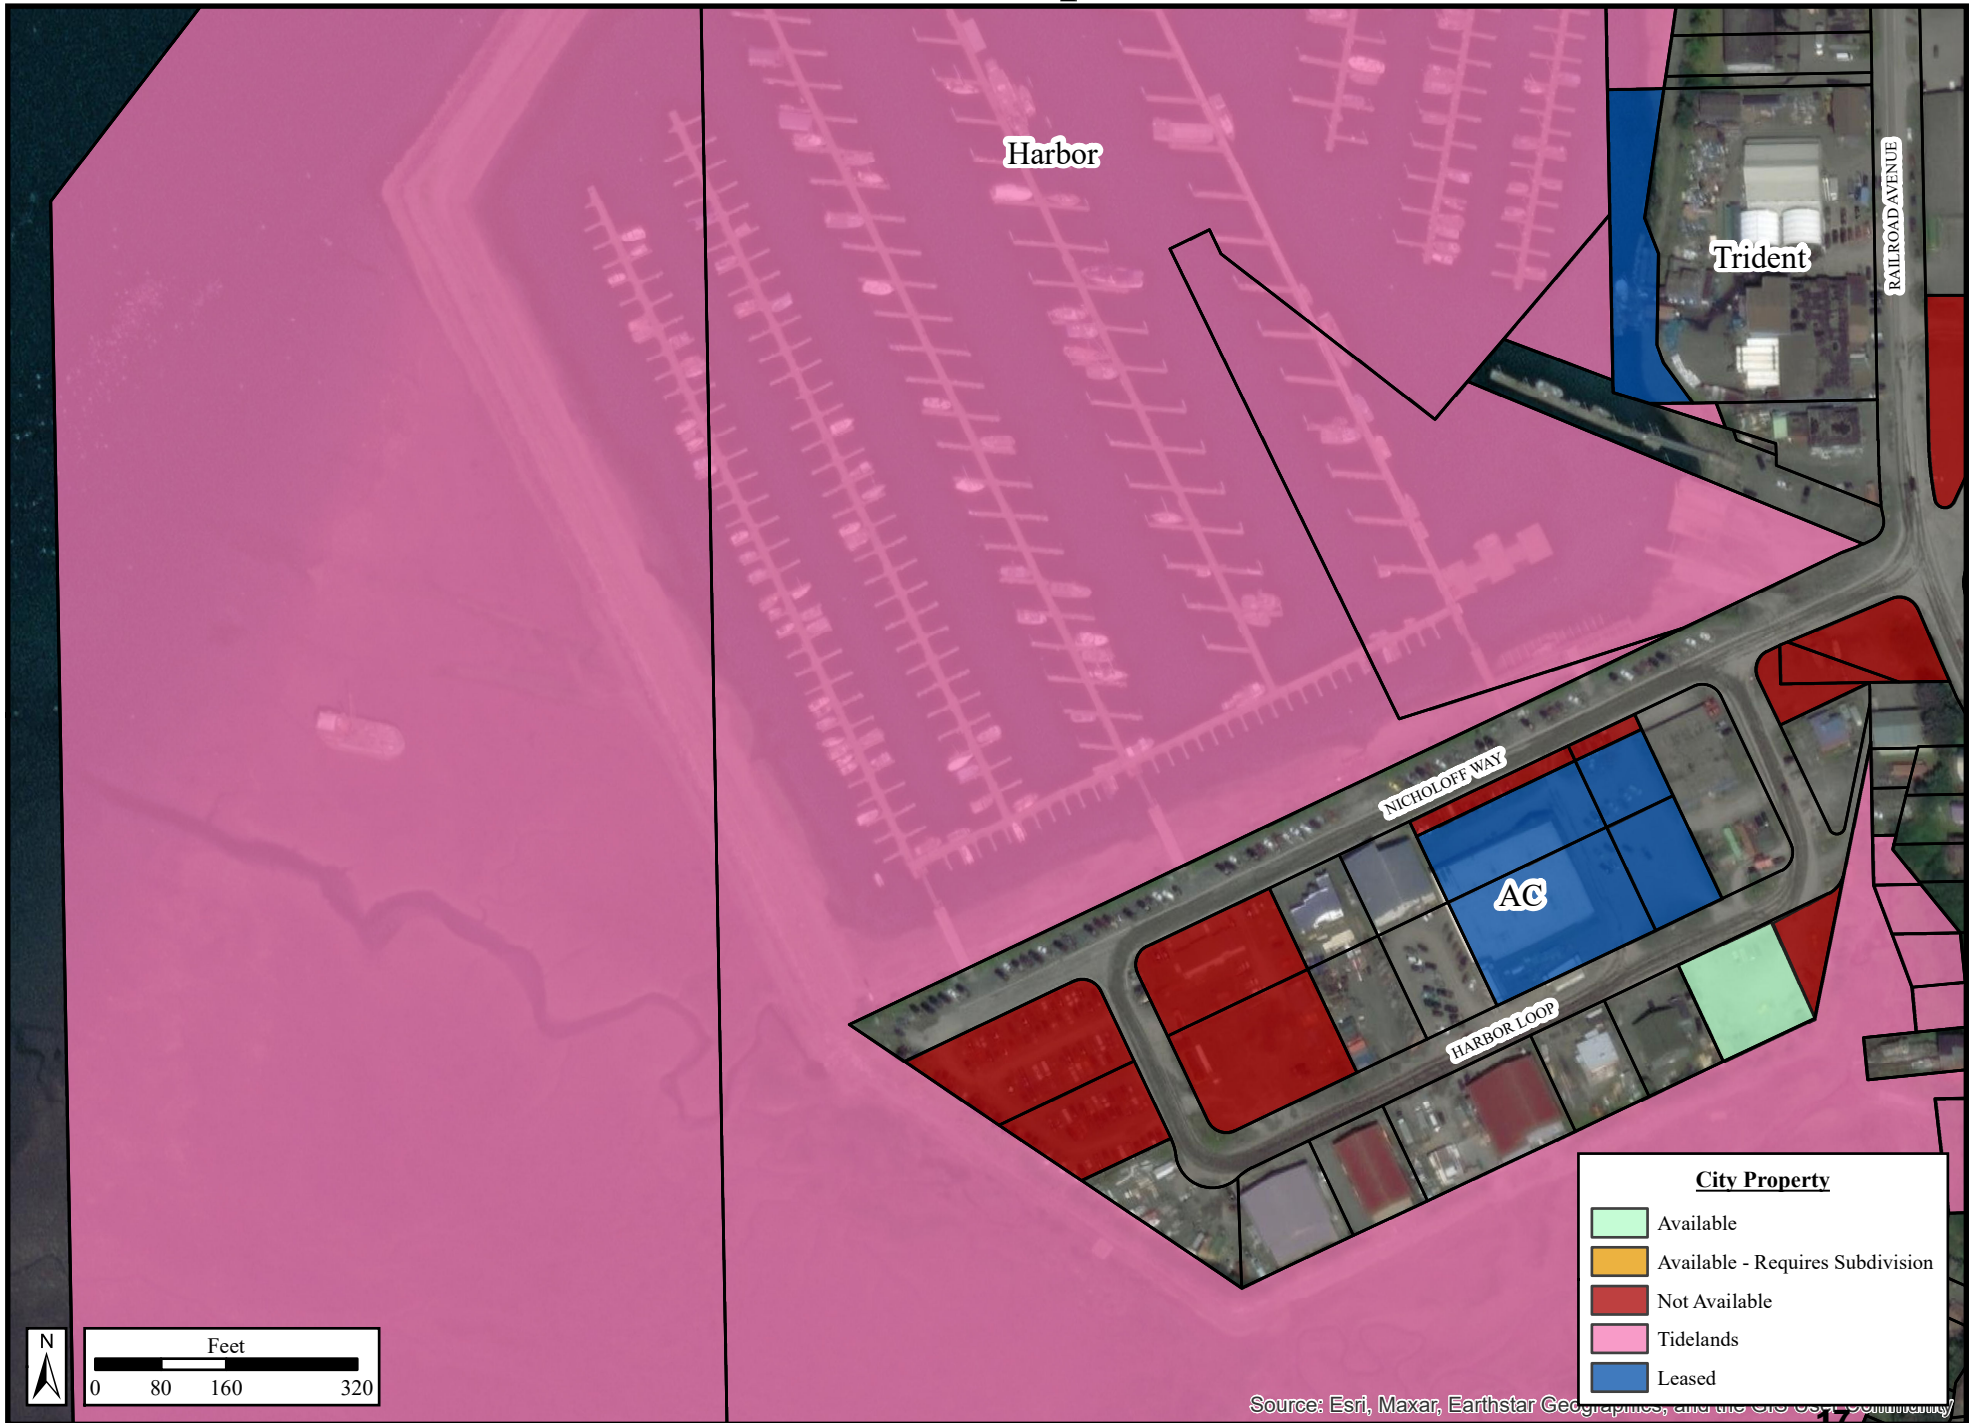 Harbor
Trident
RAILROAD AVENUE
NICHOLOFF WAY
AC
HARBOR LOOP
City Property
Available
Available - Requires Subdivision
Not Available
Tidelands
Leased
N
Feet
0 80 160 320
Source: Esri, Maxar, Earthstar Geographics, and the GIS User Community
17